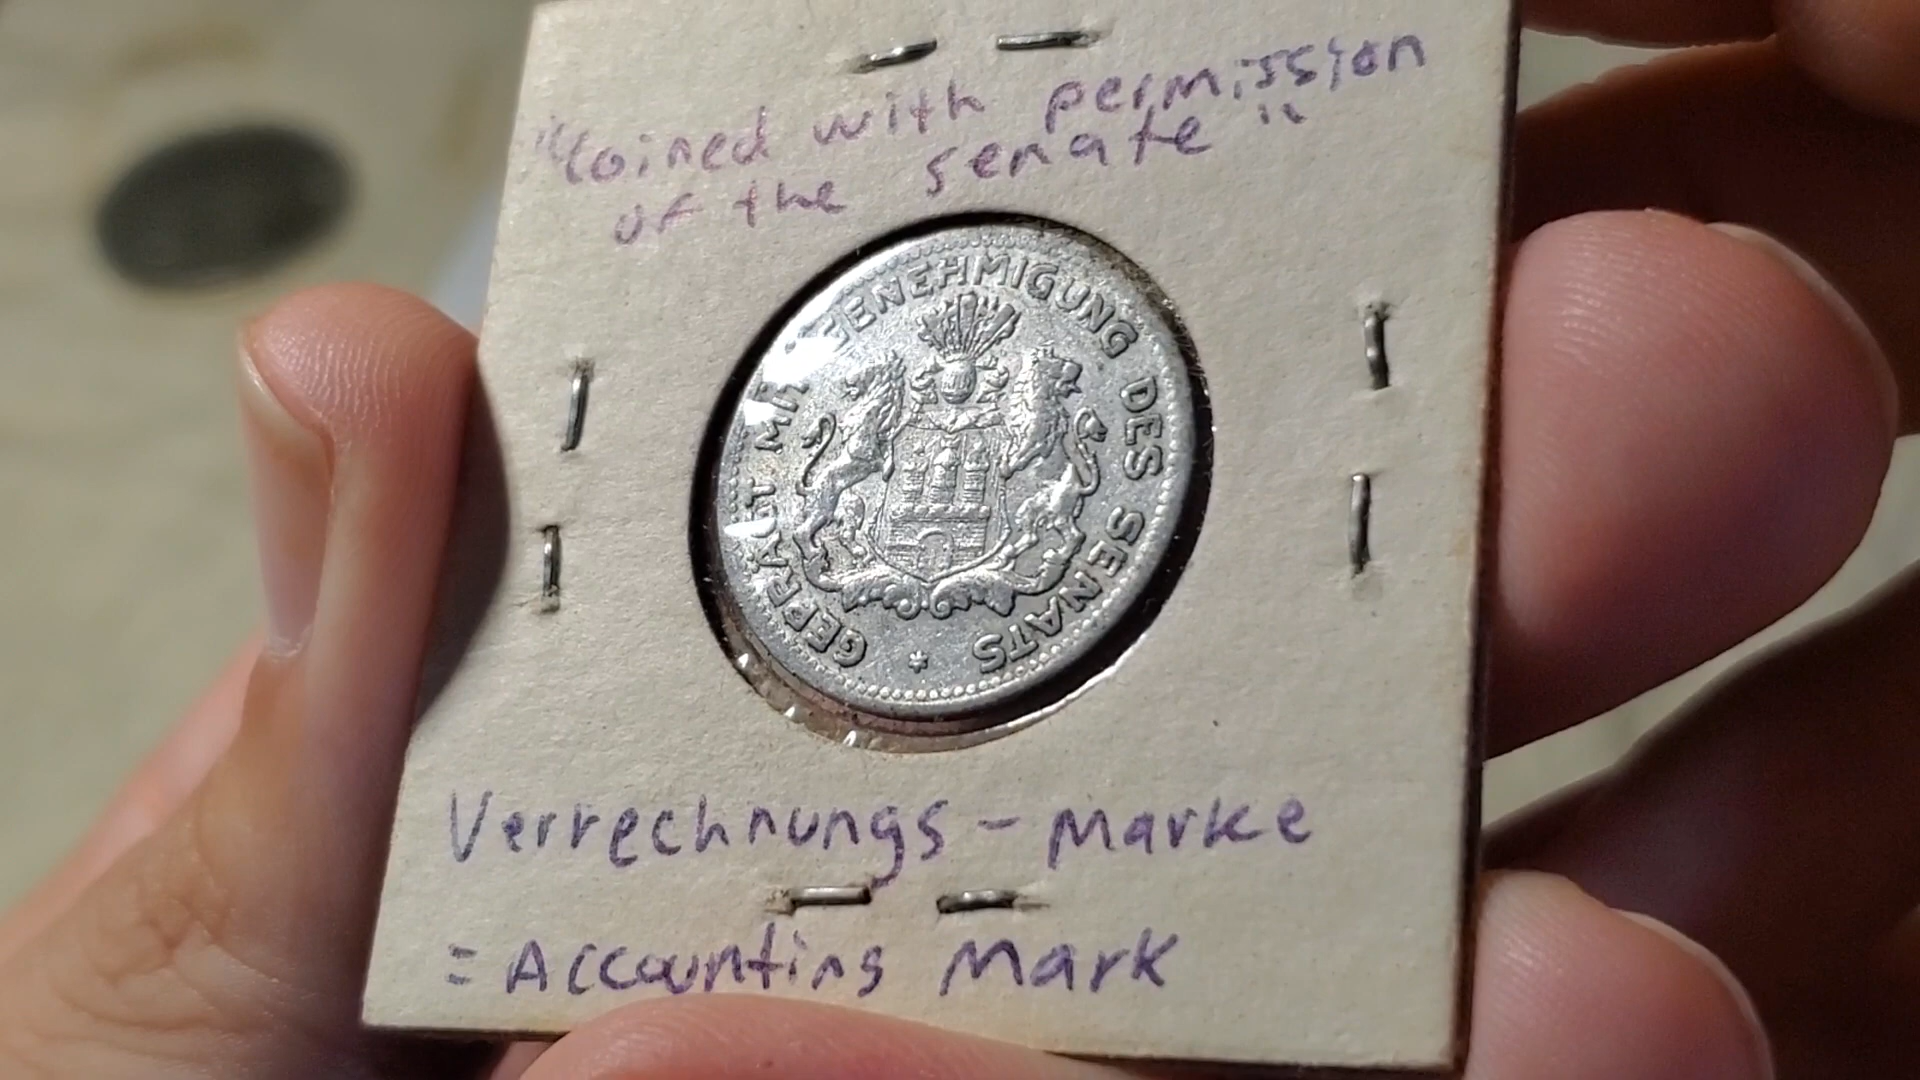 "Coined with permission
of the senate"
GEPRÄGT MIT GENEHMIGUNG DES SENATS *
Verrechnungs - Marke
= Accounting Mark